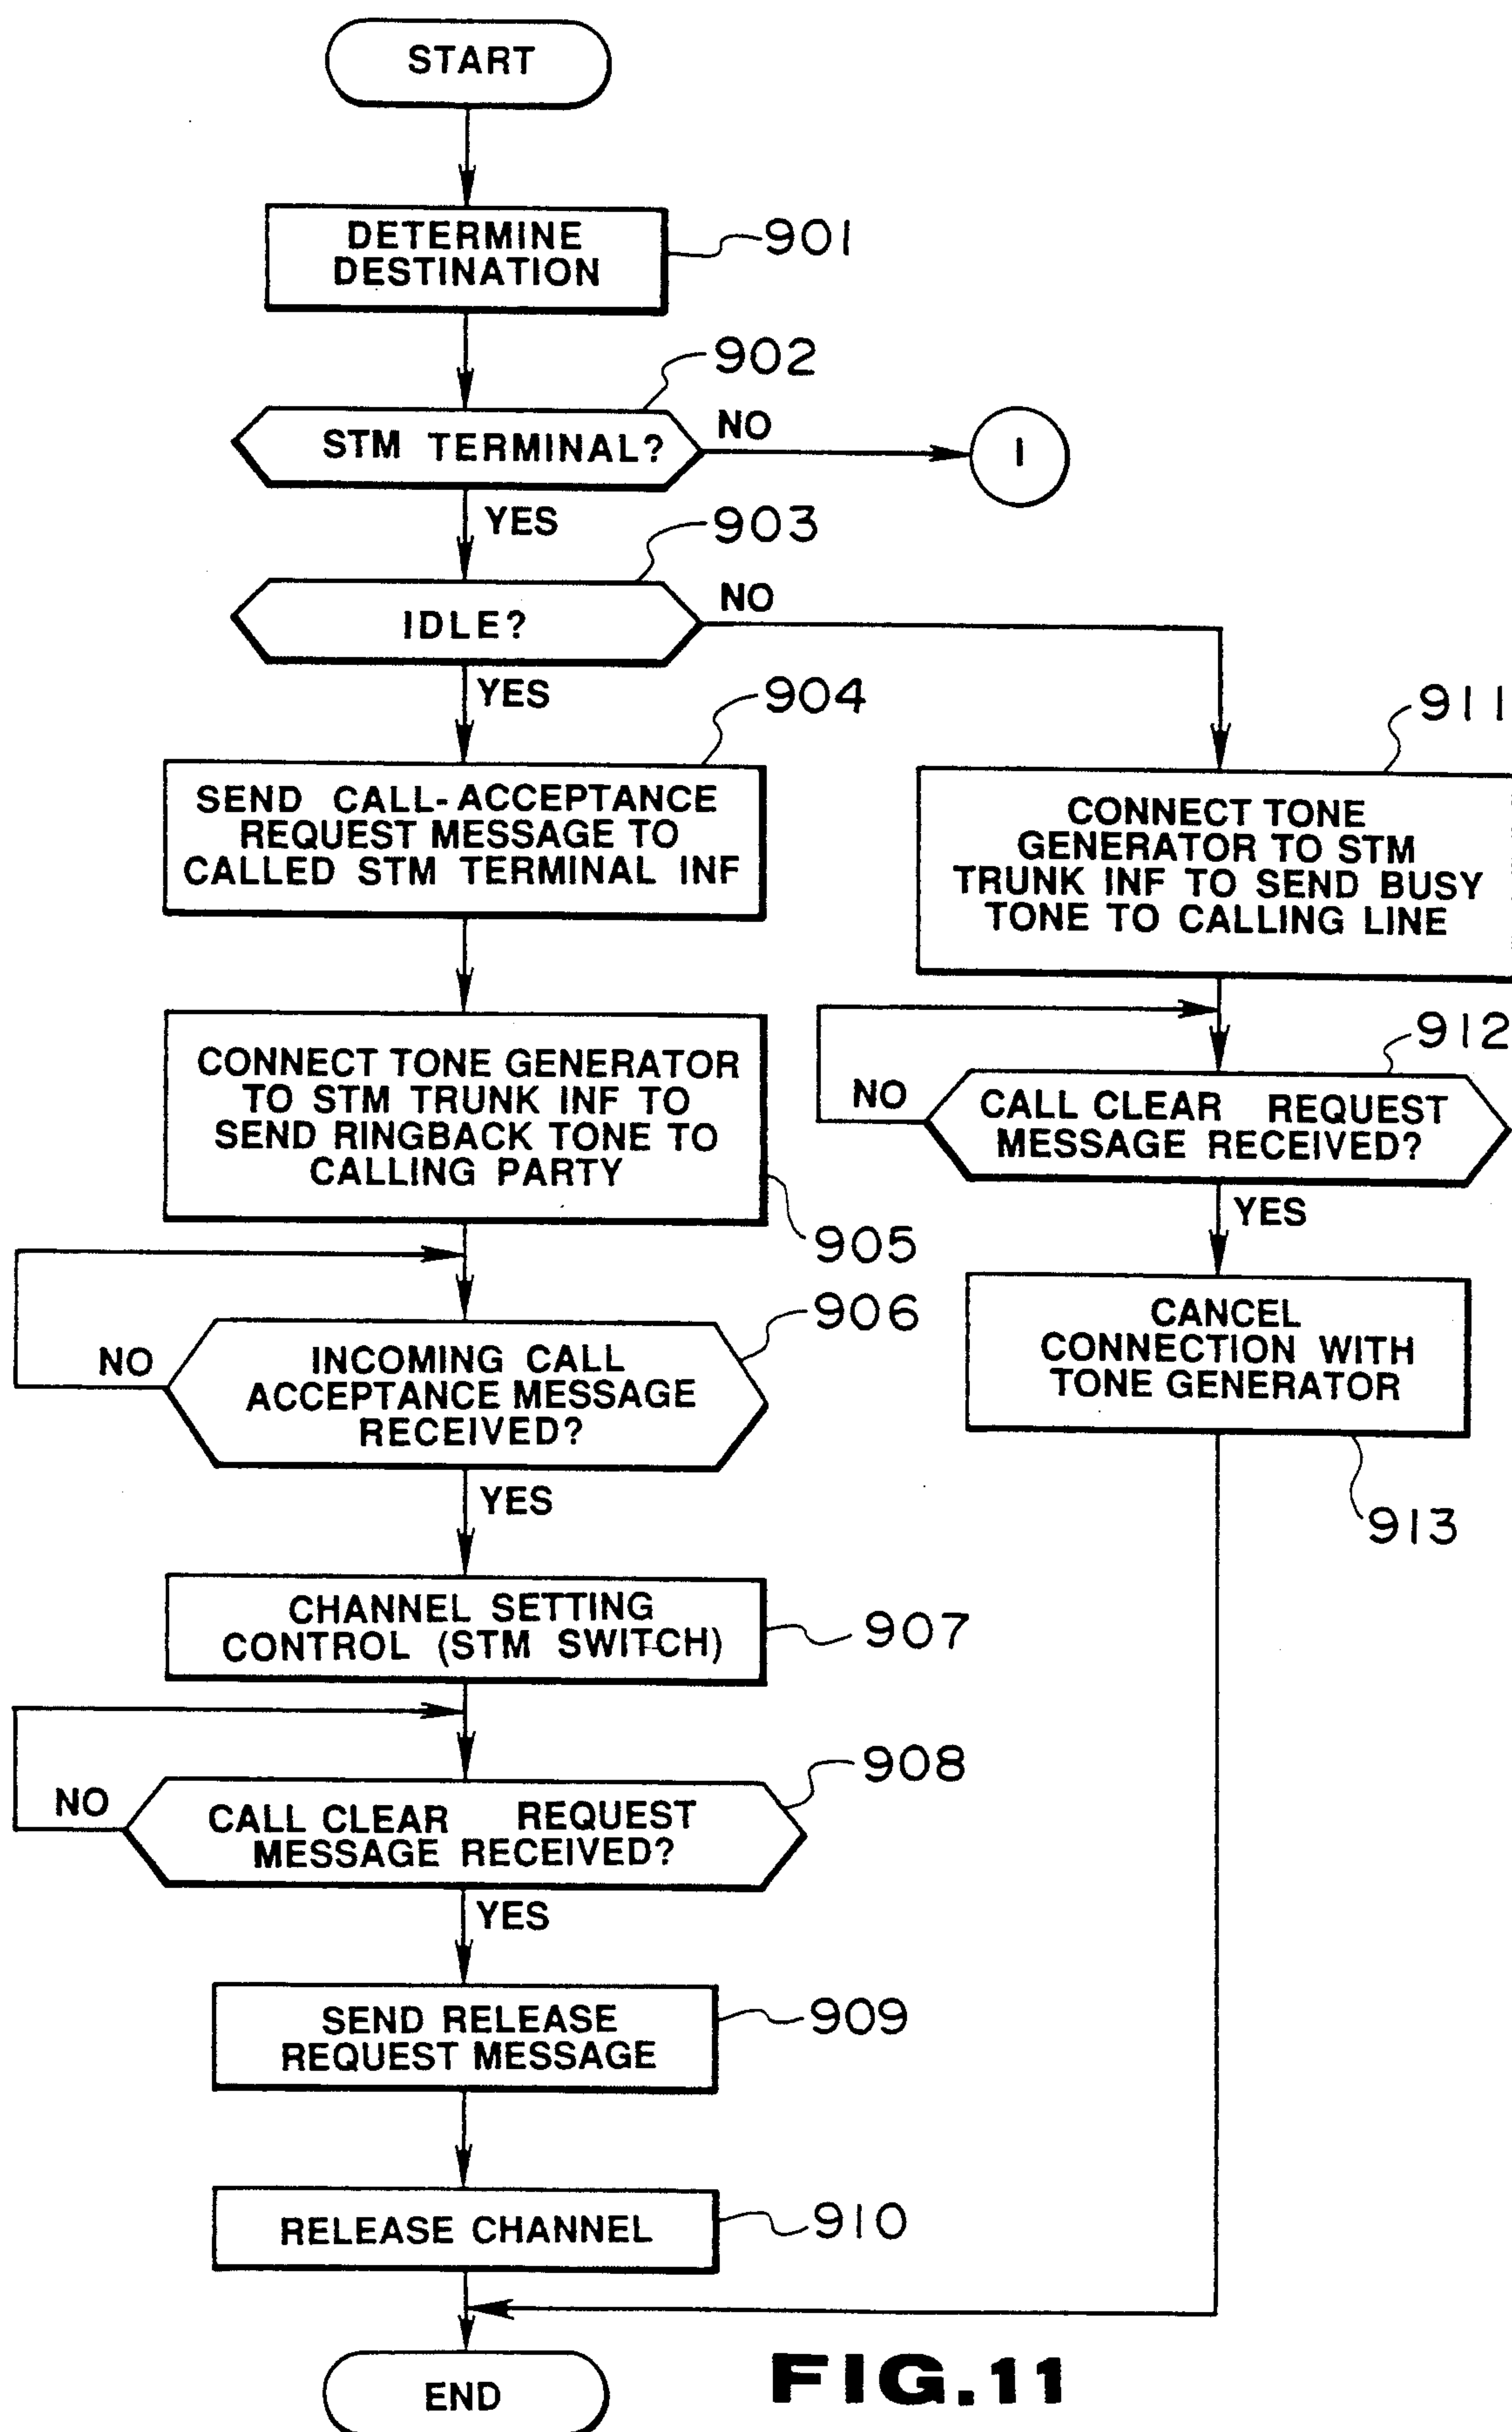 START
DETERMINE
DESTINATION
901
902
STM TERMINAL?
NO
1
YES
903
IDLE?
NO
YES
904
SEND CALL-ACCEPTANCE
REQUEST MESSAGE TO
CALLED STM TERMINAL INF
911
CONNECT TONE
GENERATOR TO STM
TRUNK INF TO SEND BUSY
TONE TO CALLING LINE
CONNECT TONE GENERATOR
TO STM TRUNK INF TO
SEND RINGBACK TONE TO
CALLING PARTY
905
912
NO
CALL CLEAR REQUEST
MESSAGE RECEIVED?
YES
906
NO
INCOMING CALL
ACCEPTANCE MESSAGE
RECEIVED?
YES
CANCEL
CONNECTION WITH
TONE GENERATOR
913
CHANNEL SETTING
CONTROL (STM SWITCH)
907
908
NO
CALL CLEAR REQUEST
MESSAGE RECEIVED?
YES
SEND RELEASE
REQUEST MESSAGE
909
RELEASE CHANNEL
910
END
FIG.11